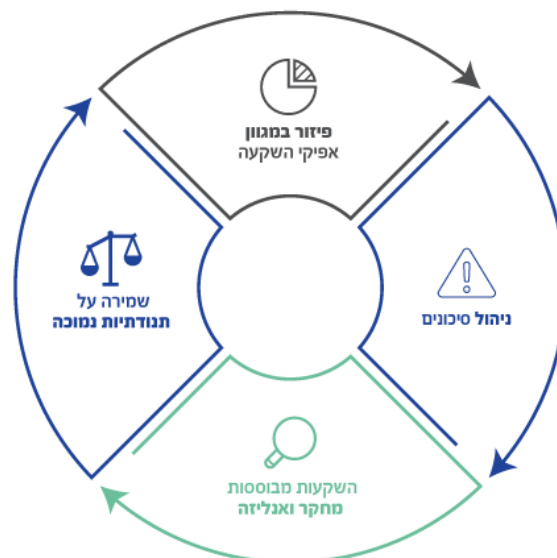 פיזור במגוון
אפיקי השקעה
ניהול סיכונים
השקעות מבוססות
מחקר ואנליזה
שמירה על
תנודתיות נמוכה